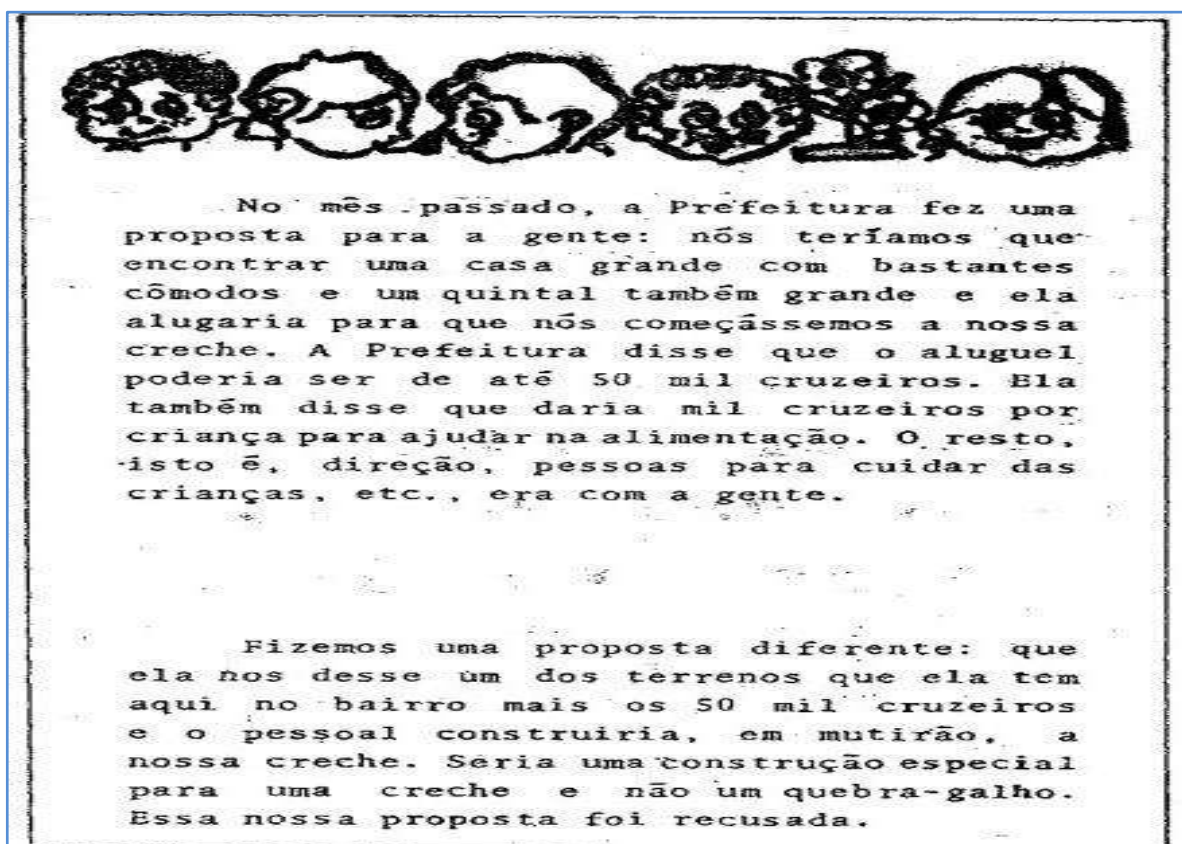 No mês passado, a Prefeitura fez uma
proposta para a gente: nós teríamos que
encontrar uma casa grande com bastantes
cômodos e um quintal também grande e ela
alugaria para que nós começássemos a nossa
creche. A Prefeitura disse que o aluguel
poderia ser de até 50 mil cruzeiros. Ela
também disse que daria mil cruzeiros por
criança para ajudar na alimentação. O resto,
isto é, direção, pessoas para cuidar das
crianças, etc., era com a gente.
Fizemos uma proposta diferente: que
ela nos desse um dos terrenos que ela tem
aqui no bairro mais os 50 mil cruzeiros
e o pessoal construiria, em mutirão, a
nossa creche. Seria uma construção especial
para uma creche e não um quebra-galho.
Essa nossa proposta foi recusada.